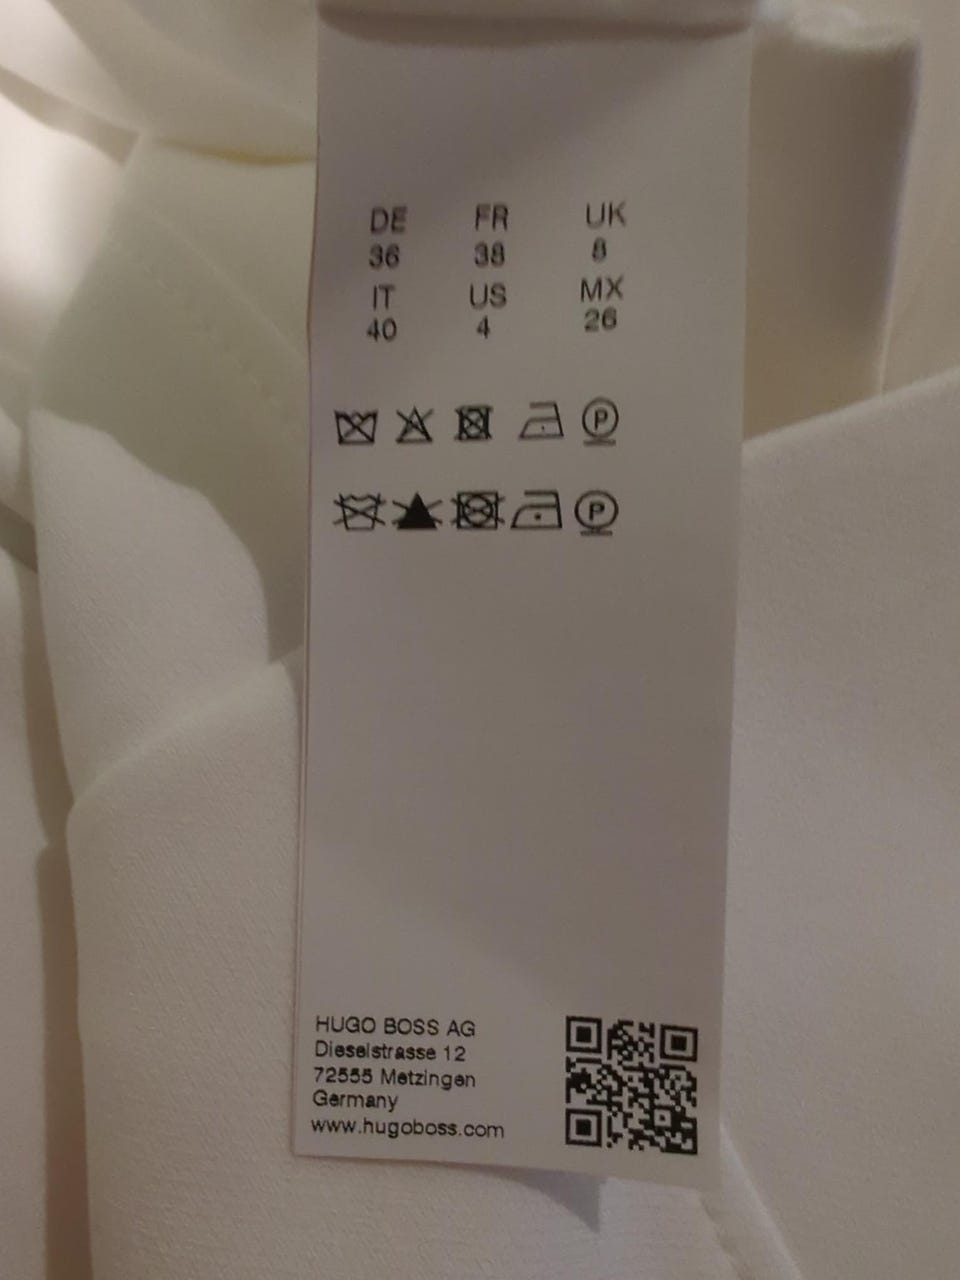 DE FR UK
36 38 8
IT US MX
40 4 26
P
P
HUGO BOSS AG
Dieselstrasse 12
72555 Metzingen
Germany
www.hugoboss.com